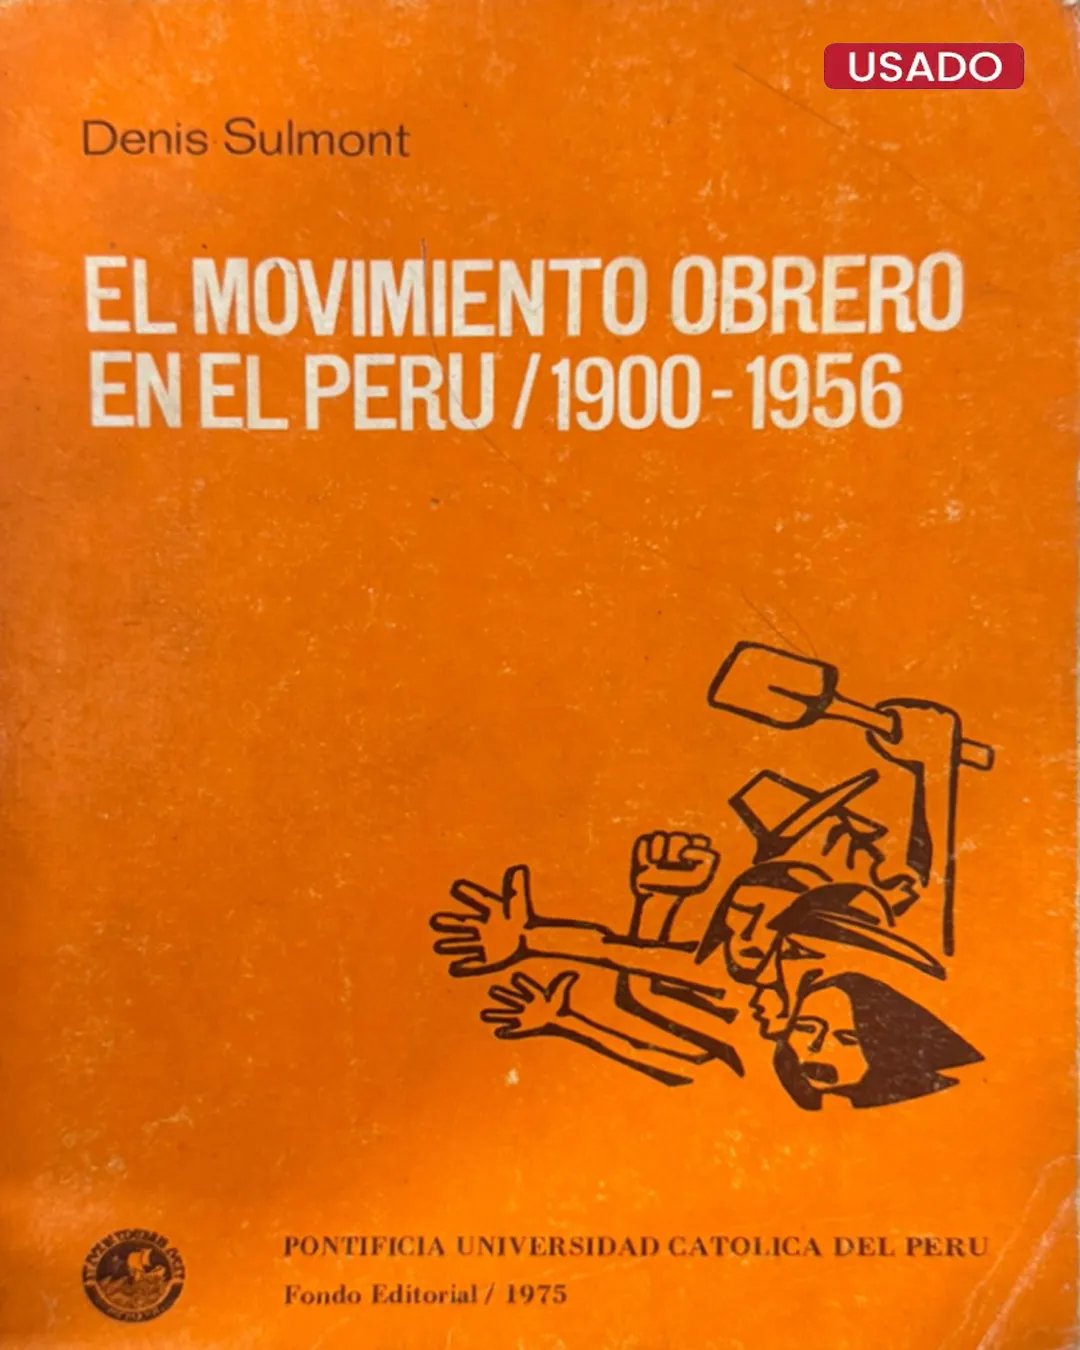 USADO
Denis Sulmont
EL MOVIMIENTO OBRERO
EN EL PERU / 1900-1956
PONTIFICIA UNIVERSIDAD CATOLICA DEL PERU
Fondo Editorial / 1975